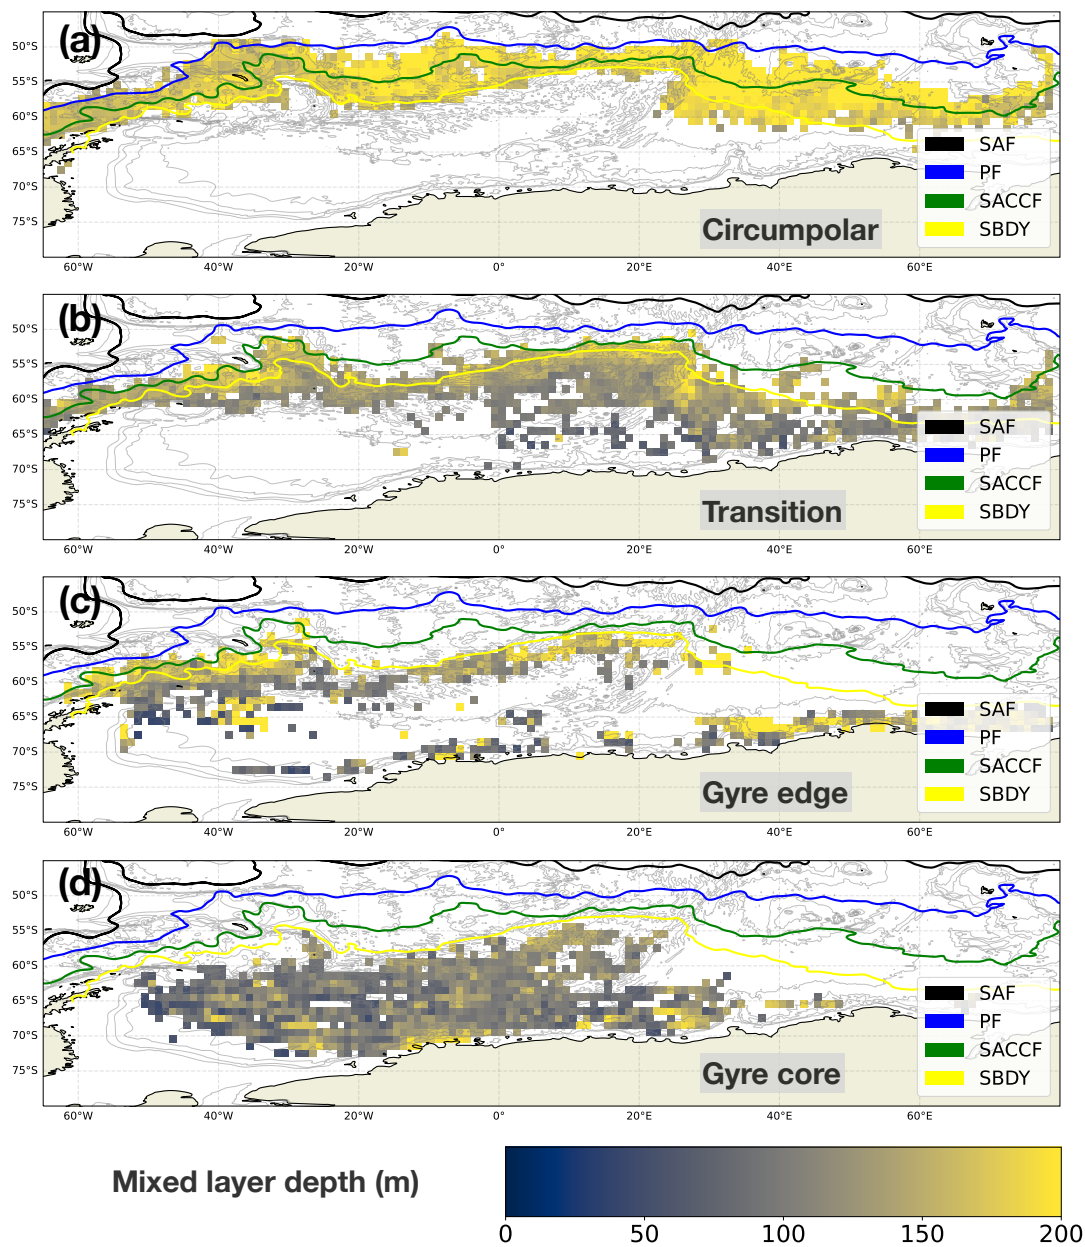 (a)
50°S
55°S
60°S
65°S
70°S
75°S
SAF
PF
SACCF
SBDY
Circumpolar
60°W
40°W
20°W
0°
20°E
40°E
60°E
(b)
50°S
55°S
60°S
65°S
70°S
75°S
SAF
PF
SACCF
SBDY
Transition
60°W
40°W
20°W
0°
20°E
40°E
60°E
(c)
50°S
55°S
60°S
65°S
70°S
75°S
SAF
PF
SACCF
SBDY
Gyre edge
60°W
40°W
20°W
0°
20°E
40°E
60°E
(d)
50°S
55°S
60°S
65°S
70°S
75°S
SAF
PF
SACCF
SBDY
Gyre core
60°W
40°W
20°W
0°
20°E
40°E
60°E
Mixed layer depth (m)
0
50
100
150
200